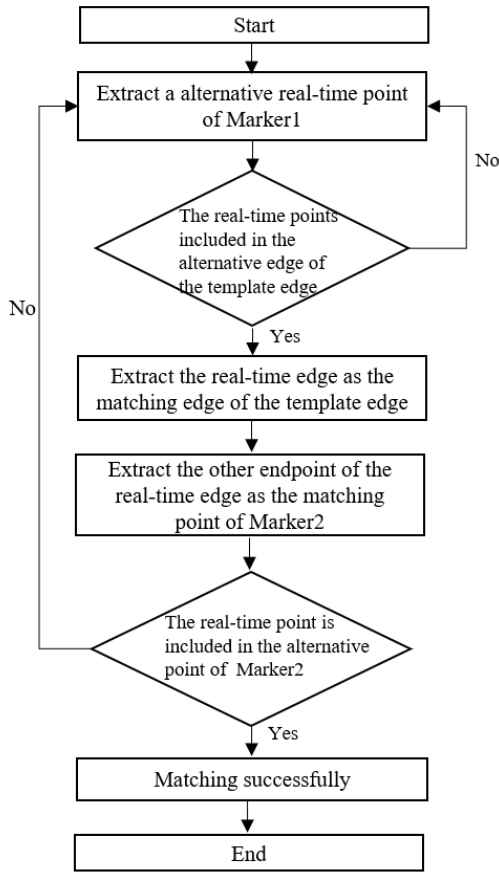 Start
Extract a alternative real-time point
of Marker1
No
The real-time points
included in the
alternative edge of
the template edge
No
Yes
Extract the real-time edge as the
matching edge of the template edge
Extract the other endpoint of the
real-time edge as the matching
point of Marker2
The real-time point is
included in the alternative
point of Marker2
Yes
Matching successfully
End